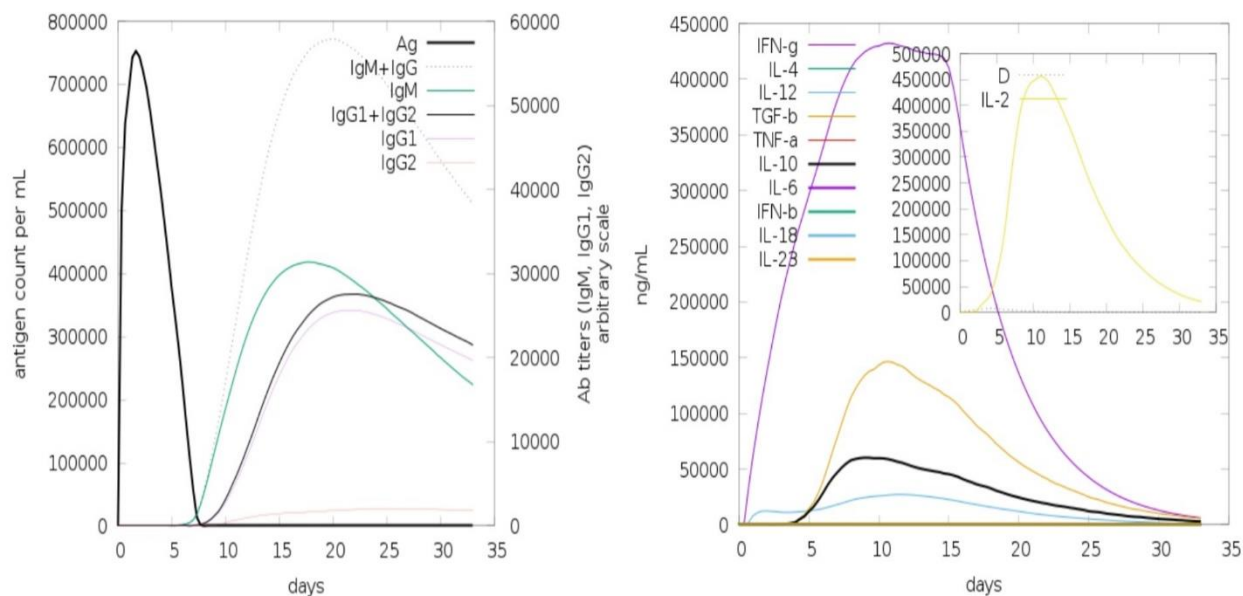 800000
700000
600000
500000
400000
300000
200000
100000
0
antigen count per mL
0 5 10 15 20 25 30 35
days
60000
50000
40000
30000
20000
10000
0
Ab titers (IgM, IgG1, IgG2)
arbitrary scale
Ag
IgM+IgG
IgM
IgG1+IgG2
IgG1
IgG2
450000
400000
350000
300000
250000
200000
150000
100000
50000
0
ng/mL
0 5 10 15 20 25 30 35
days
IFN-g
IL-4
IL-12
TGF-b
TNF-a
IL-10
IL-6
IFN-b
IL-18
IL-23
500000
450000
400000
350000
300000
250000
200000
150000
100000
50000
0
0 5 10 15 20 25 30 35
D
IL-2